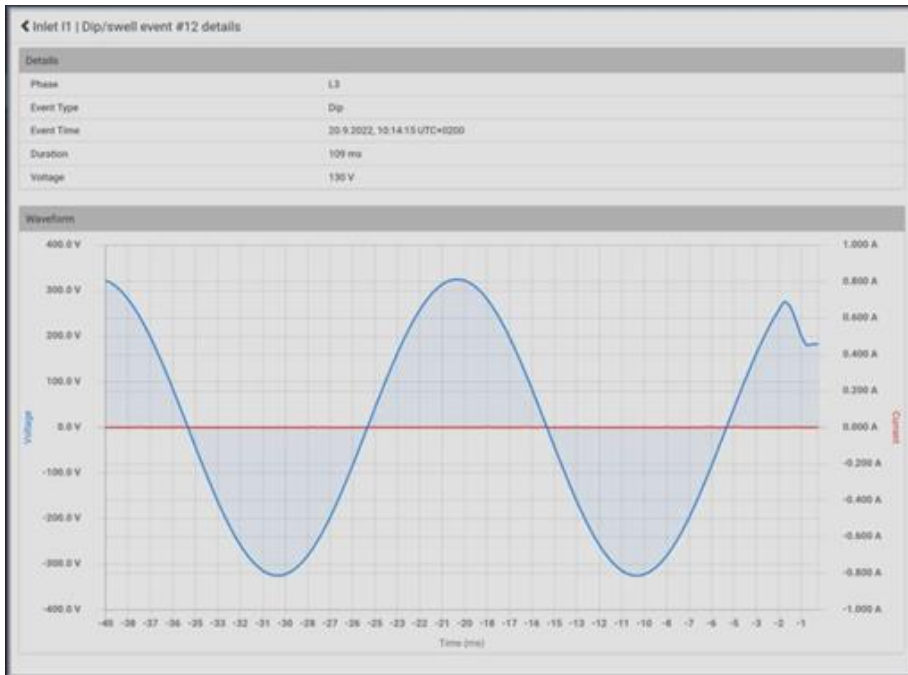 Inlet I1 | Dip/swell event #12 details
Details
Phase L3
Event Type Dip
Event Time 20.9.2022, 10:14:15 UTC+0200
Duration 109 ms
Voltage 130 V
Waveform
400.0 V 1.000 A
300.0 V 0.800 A
200.0 V 0.600 A
0.400 A
100.0 V 0.200 A
Voltage 0.0 V 0.000 A Current
-100.0 V -0.200 A
-200.0 V -0.400 A
-0.600 A
-300.0 V -0.800 A
-400.0 V -1.000 A
-38 -37 -36 -35 -32 -31 -30 -28 -27 -26 -25 -23 -22 -21 -20 -18 -17 -16 -15 -13 -12 -11 -10 -7 -6 -3 -2 -1
Time (ms)